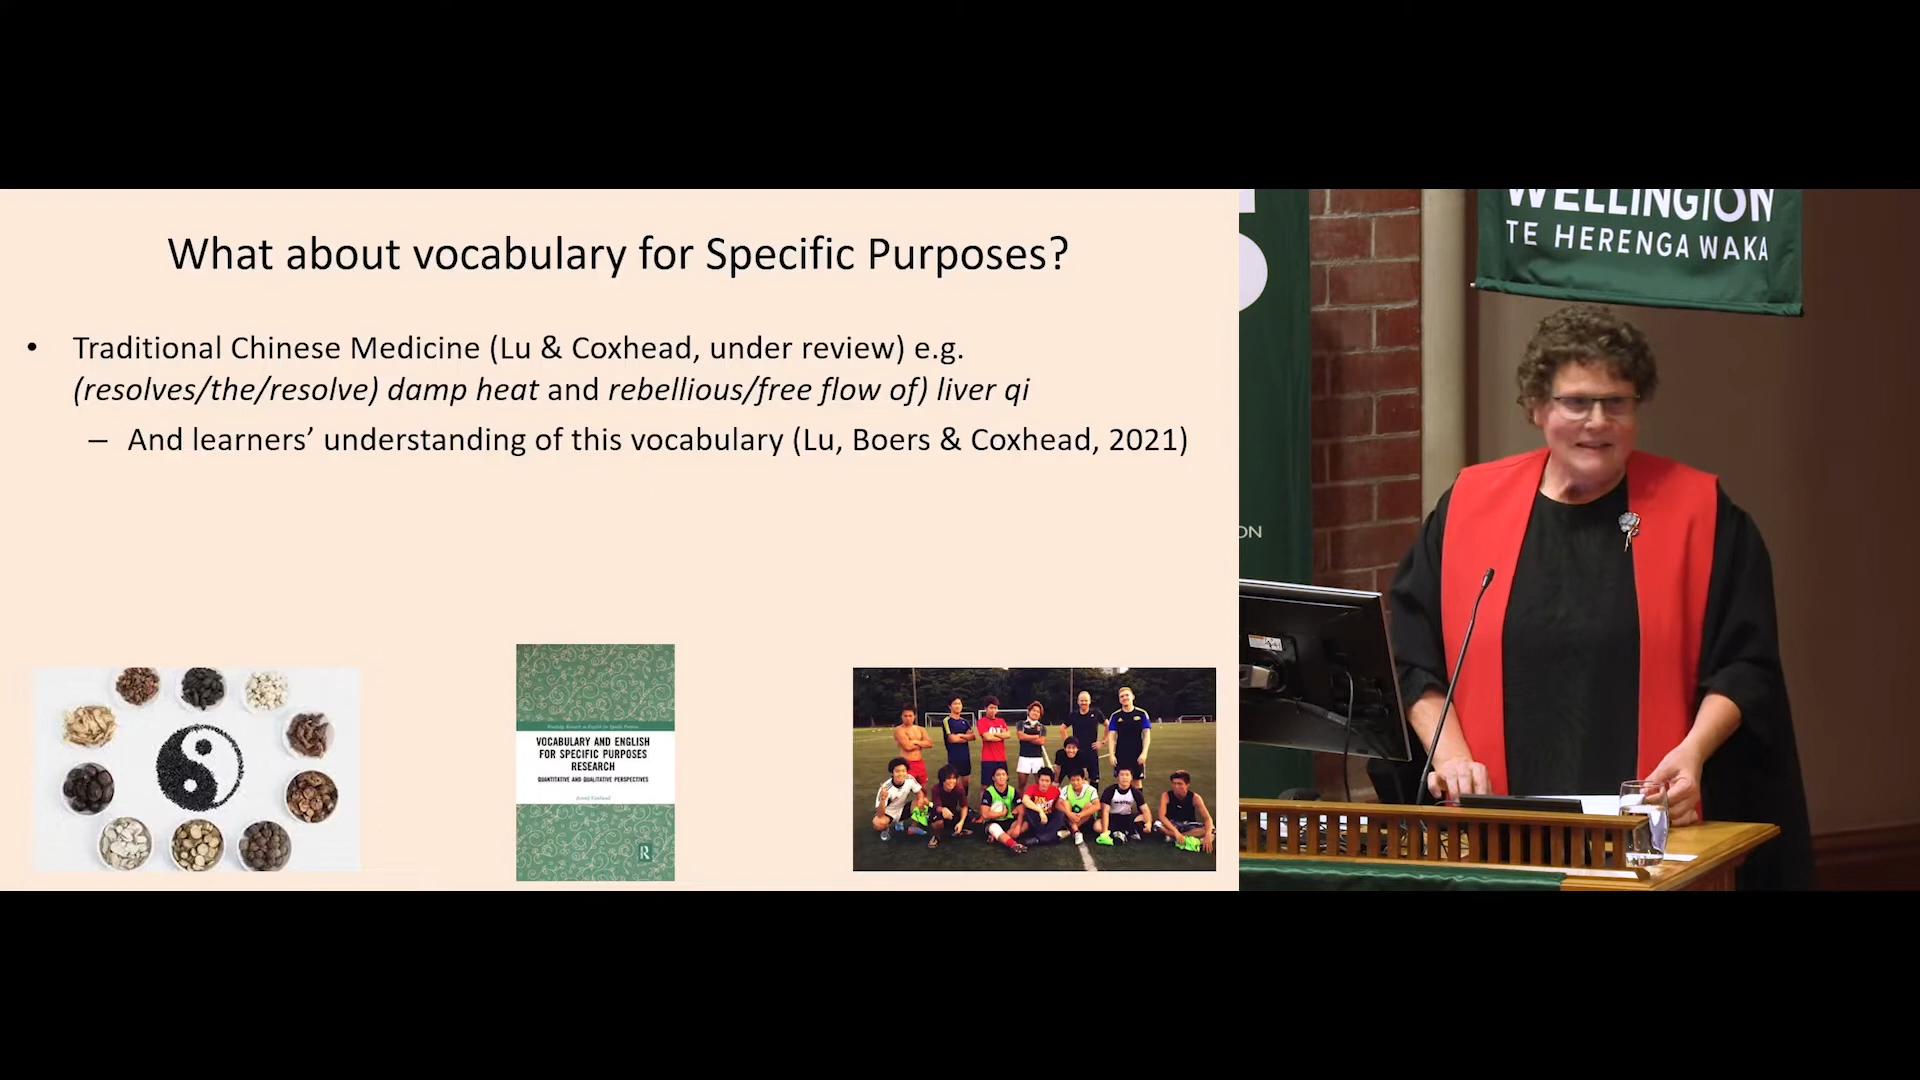 What about vocabulary for Specific Purposes?
• Traditional Chinese Medicine (Lu & Coxhead, under review) e.g.
(resolves/the/resolve) damp heat and rebellious/free flow of) liver qi
– And learners’ understanding of this vocabulary (Lu, Boers & Coxhead, 2021)
VOCABULARY AND ENGLISH
FOR SPECIFIC PURPOSES
RESEARCH
QUANTITATIVE AND QUALITATIVE PERSPECTIVES
R
WELLINGTON
TE HERENGA WAKA
ON